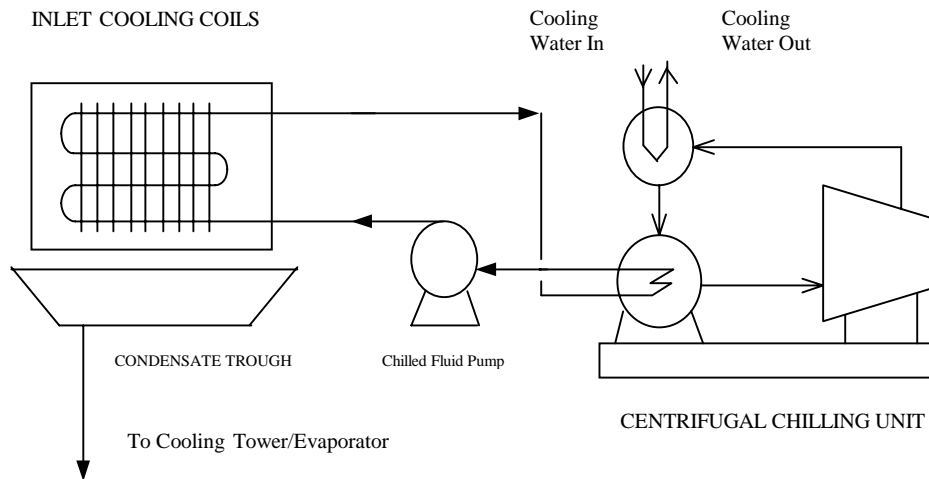 INLET COOLING COILS
Cooling
Water In
Cooling
Water Out
CONDENSATE TROUGH
Chilled Fluid Pump
CENTRIFUGAL CHILLING UNIT
To Cooling Tower/Evaporator